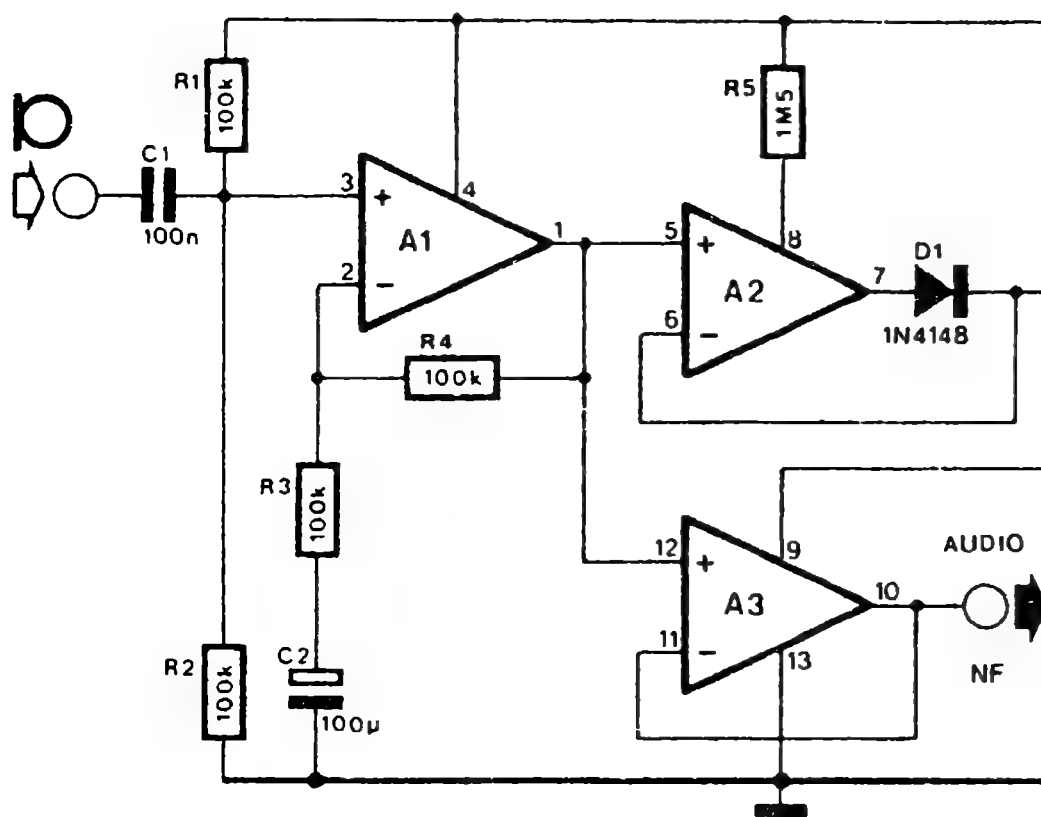 R1
100k
C1
100n
3
+
4
A1
1
2
−
R4
100k
R3
100k
R2
100k
C2
100µ
R5
1M5
5
+
8
A2
7
6
−
D1
1N4148
12
+
9
A3
10
11
−
13
AUDIO
NF